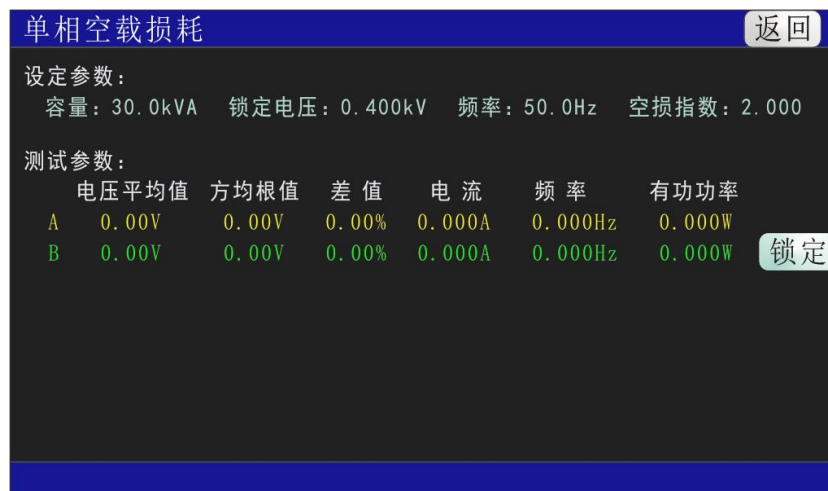 单相空载损耗 返回
设定参数：
容量：30.0kVA 锁定电压：0.400kV 频率：50.0Hz 空损指数：2.000
测试参数：
电压平均值 方均根值 差 值 电 流 频 率 有功功率
A 0.00V 0.00V 0.00% 0.000A 0.000Hz 0.000W
B 0.00V 0.00V 0.00% 0.000A 0.000Hz 0.000W 锁定